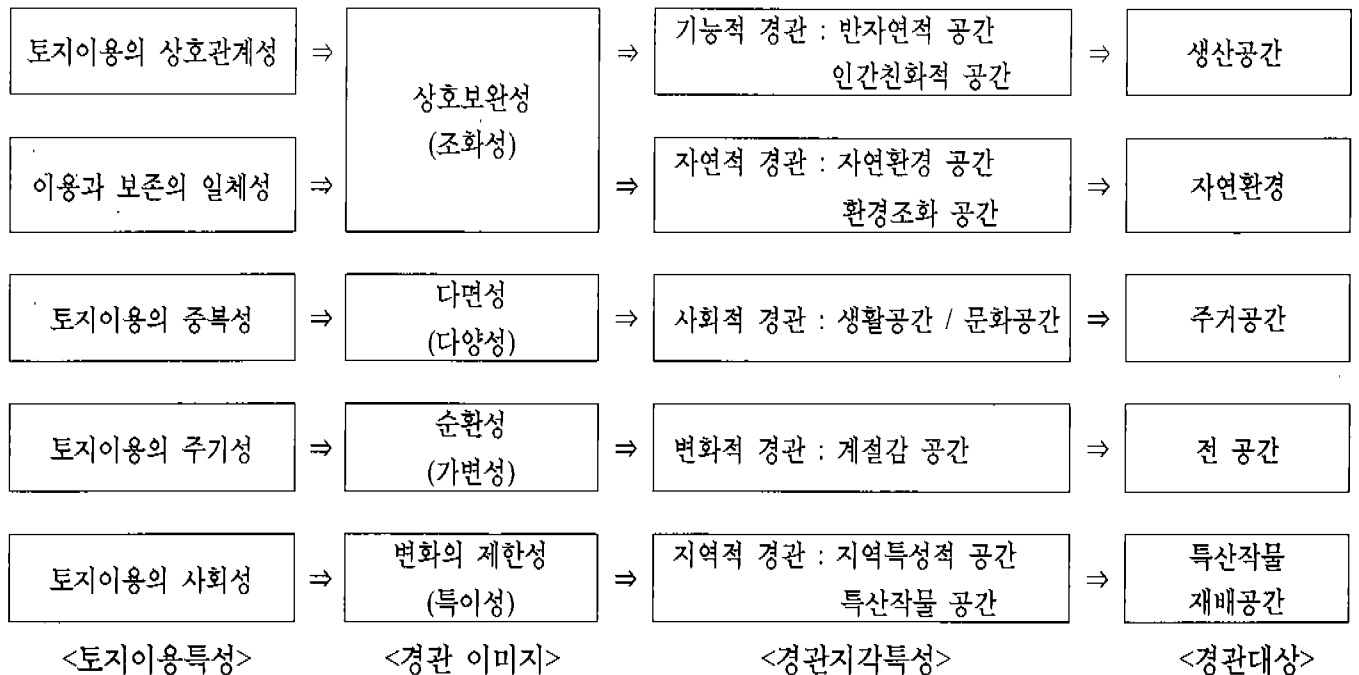 토지이용의 상호관계성 ⇒ 상호보완성
(조화성) ⇒ 기능적 경관 : 반자연적 공간
인간친화적 공간 ⇒ 생산공간
이용과 보존의 일체성 ⇒ ⇒ 자연적 경관 : 자연환경 공간
환경조화 공간 ⇒ 자연환경
토지이용의 중복성 ⇒ 다면성
(다양성) ⇒ 사회적 경관 : 생활공간 / 문화공간 ⇒ 주거공간
토지이용의 주기성 ⇒ 순환성
(가변성) ⇒ 변화적 경관 : 계절감 공간 ⇒ 전 공간
토지이용의 사회성 ⇒ 변화의 제한성
(특이성) ⇒ 지역적 경관 : 지역특성적 공간
특산작물 공간 ⇒ 특산작물
재배공간
<토지이용특성> <경관 이미지> <경관지각특성> <경관대상>